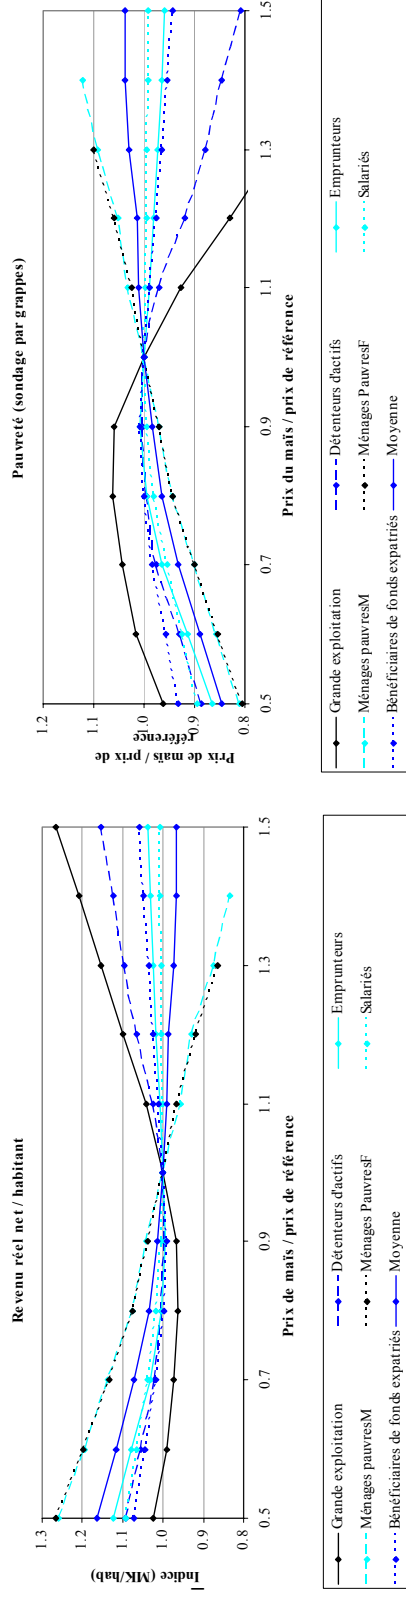 Revenu réel net / habitant
Indice (MK/hab)
1.3
1.2
1.1
1.0
0.9
0.8
0.5
0.7
0.9
1.1
1.3
1.5
Prix de maïs / prix de référence
Grande exploitation
Détenteurs d'actifs
Emprunteurs
Ménages pauvresM
Ménages PauvresF
Salariés
Bénéficiaires de fonds expatriés
Moyenne
Pauvreté (sondage par grappes)
Prix de maïs / prix de
référence
1.2
1.1
1.0
0.9
0.8
0.5
0.7
0.9
1.1
1.3
1.5
Prix du maïs / prix de référence
Grande exploitation
Détenteurs d'actifs
Emprunteurs
Ménages pauvresM
Ménages PauvresF
Salariés
Bénéficiaires de fonds expatriés
Moyenne